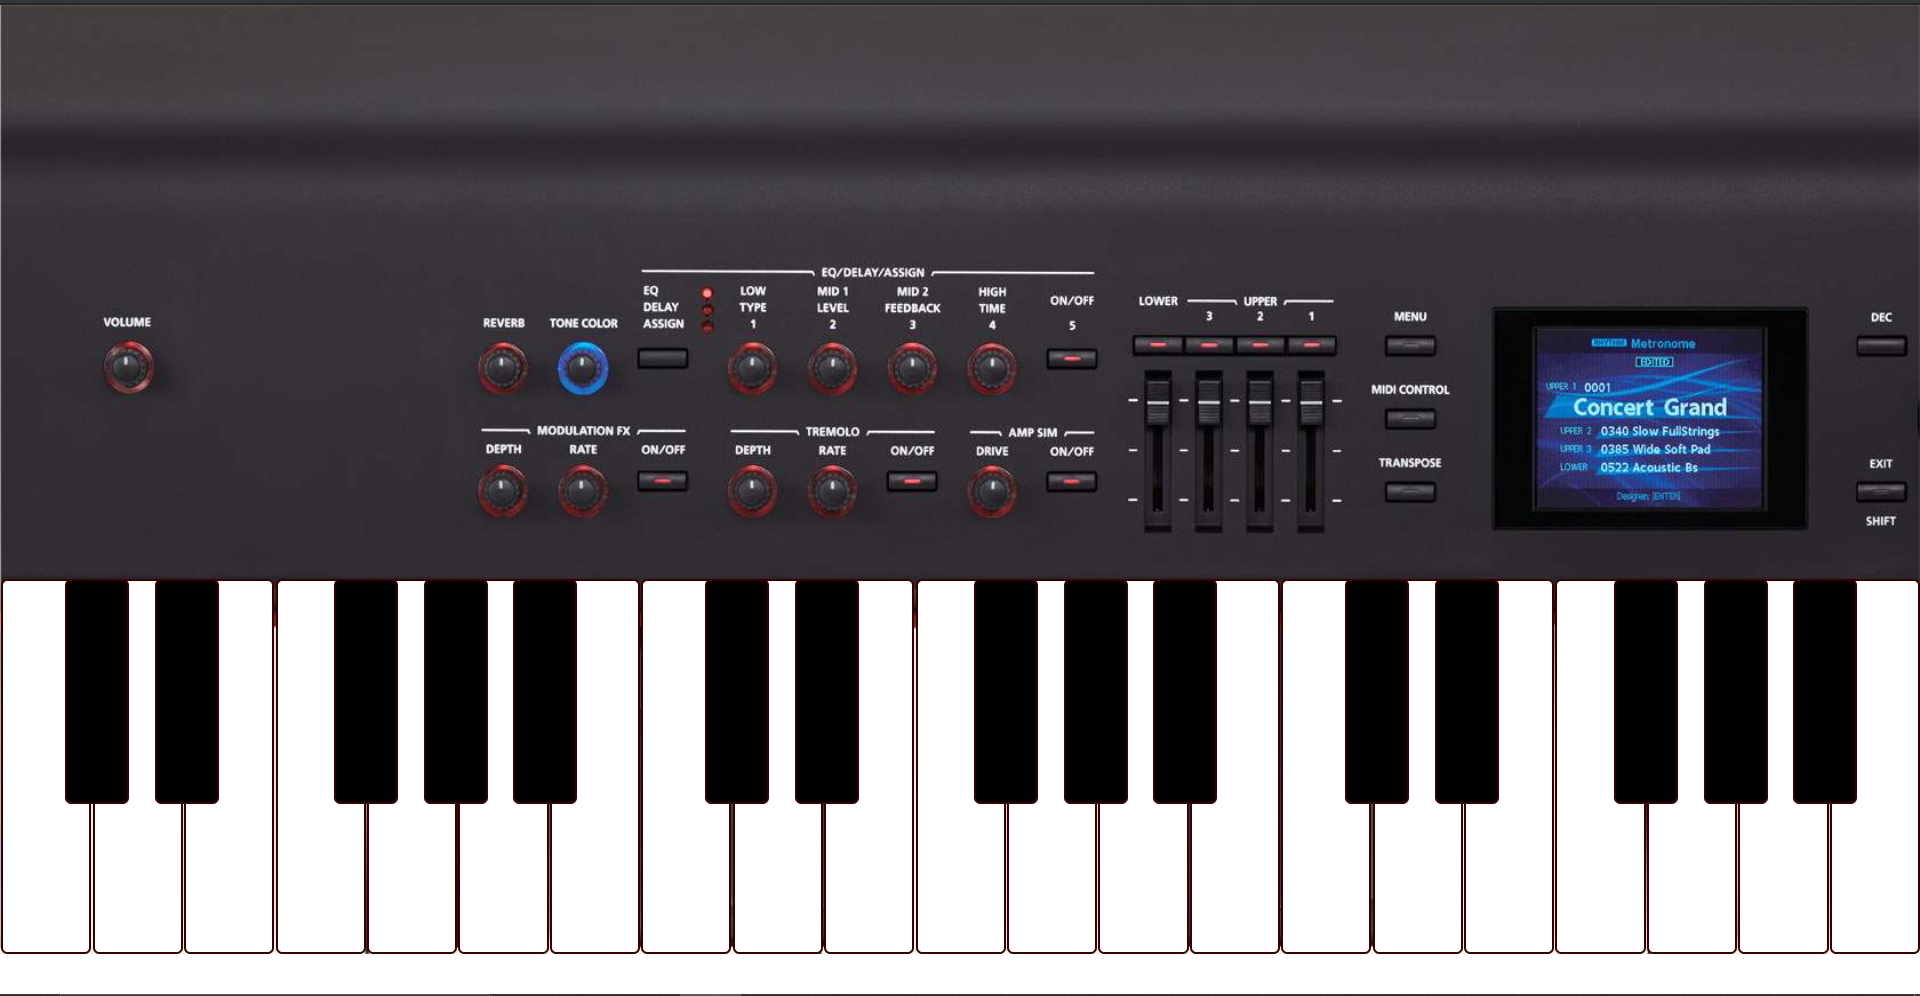 EQ/DELAY/ASSIGN
EQ
DELAY
ASSIGN
LOW
TYPE
1
MID 1
LEVEL
2
MID 2
FEEDBACK
3
HIGH
TIME
4
ON/OFF
5
LOWER
UPPER
3 2 1
VOLUME
REVERB
TONE COLOR
MENU
MIDI CONTROL
TRANSPOSE
MODULATION FX
DEPTH RATE ON/OFF
TREMOLO
DEPTH RATE ON/OFF
AMP SIM
DRIVE ON/OFF
RHYTHM Metronome
EDITED
UPPER 1 0001
Concert Grand
UPPER 2 0340 Slow FullStrings
UPPER 3 0385 Wide Soft Pad
LOWER 0522 Acoustic Bs
Designer: [ENTER]
DEC
EXIT
SHIFT